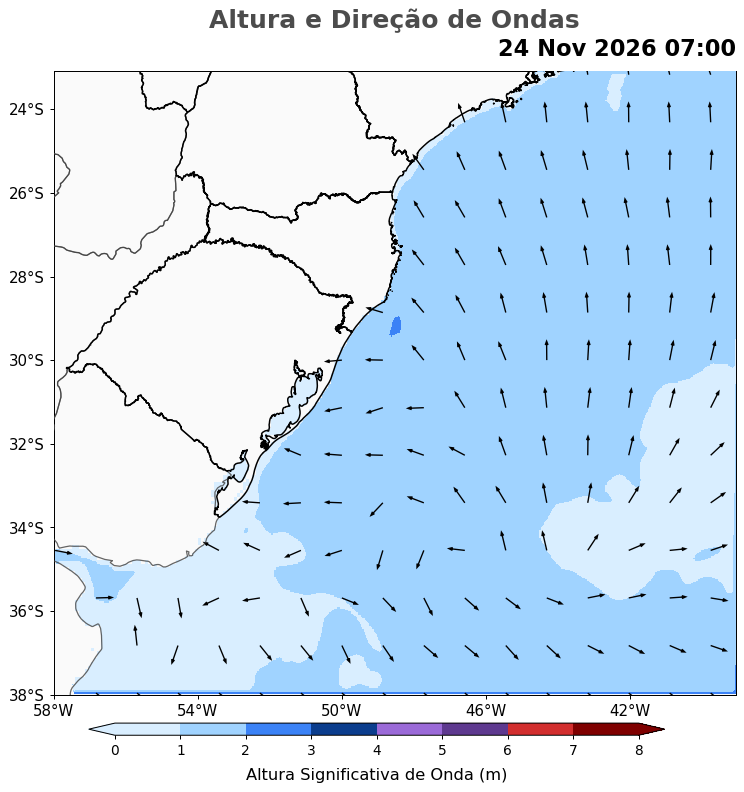 Altura e Direção de Ondas
24 Nov 2026 07:00
24°S
26°S
28°S
30°S
32°S
34°S
36°S
38°S
58°W 54°W 50°W 46°W 42°W
0 1 2 3 4 5 6 7 8
Altura Significativa de Onda (m)